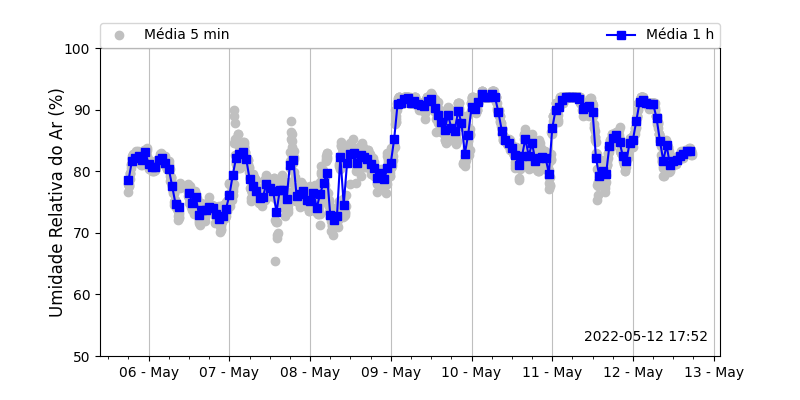 Média 5 min
Média 1 h
Umidade Relativa do Ar (%)
100
90
80
70
60
50
2022-05-12 17:52
06 - May
07 - May
08 - May
09 - May
10 - May
11 - May
12 - May
13 - May